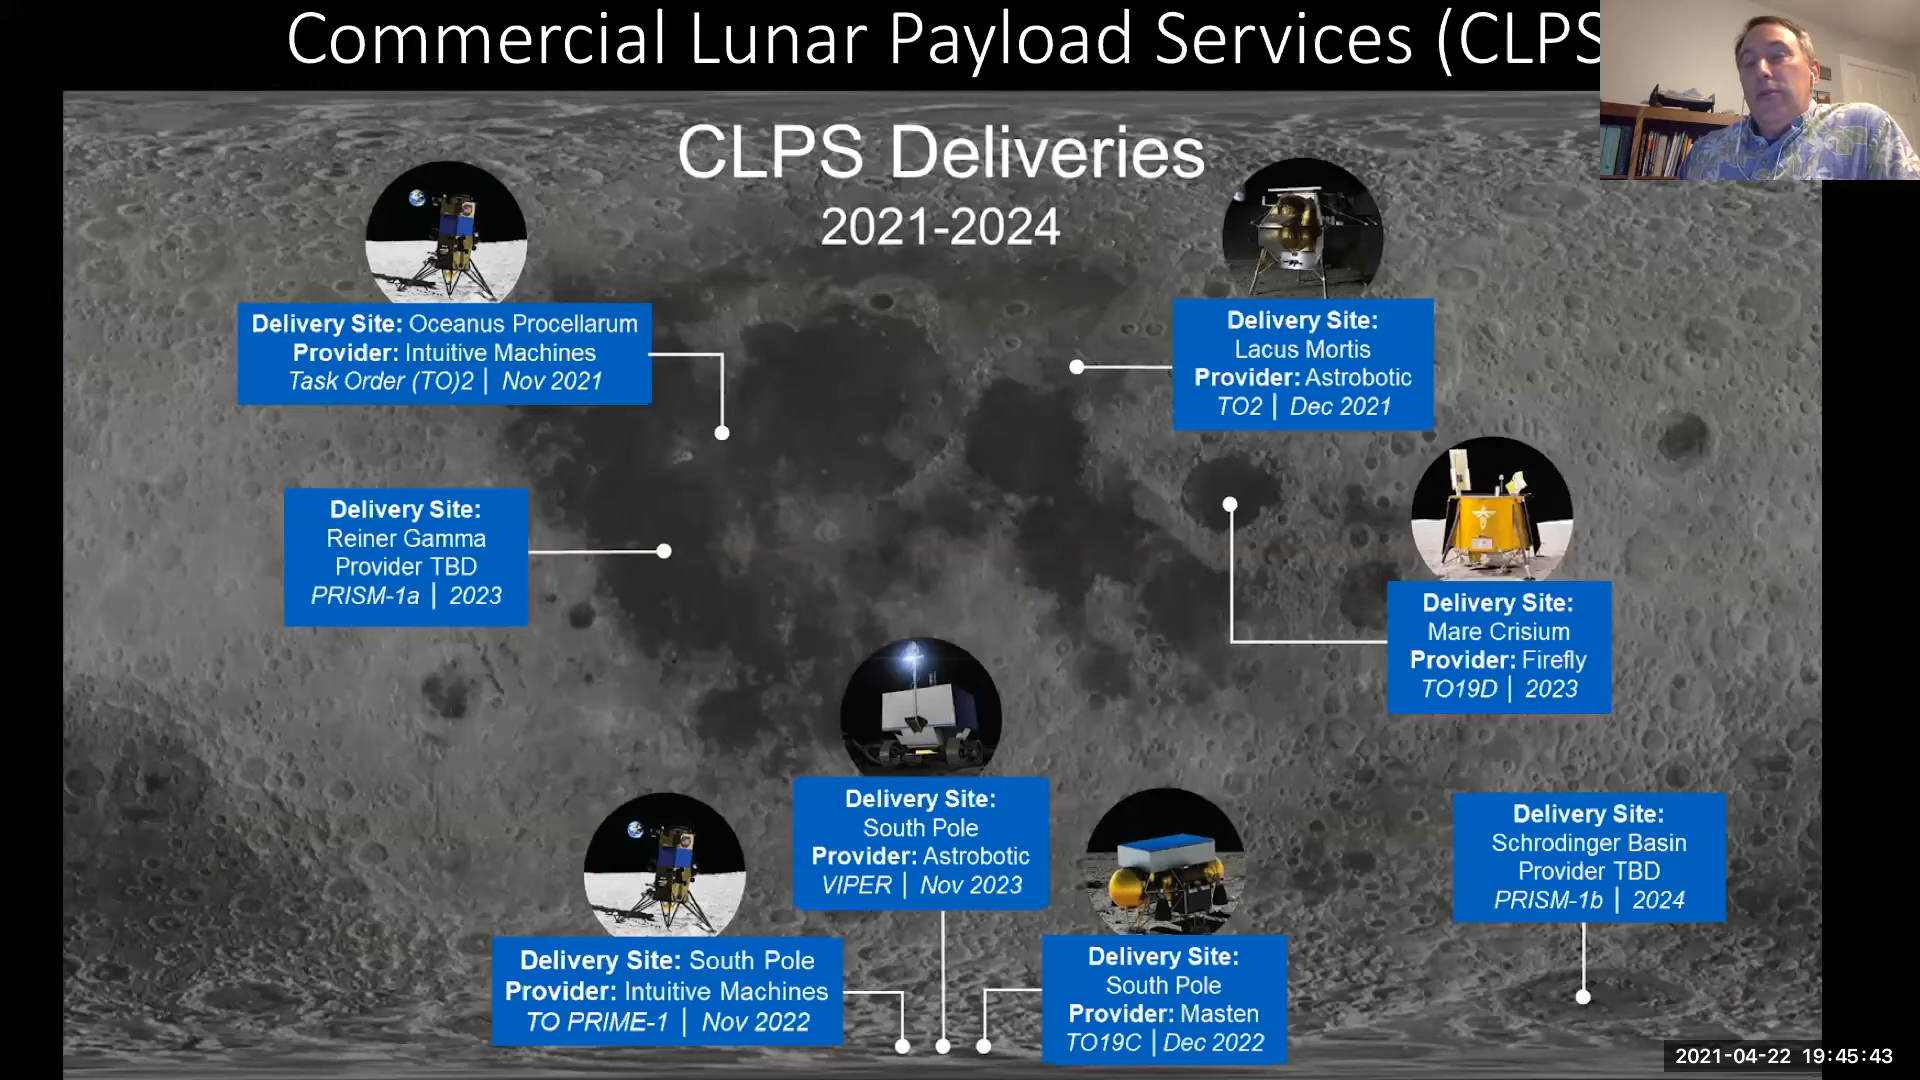 Commercial Lunar Payload Services (CLPS
CLPS Deliveries
2021-2024
Delivery Site: Oceanus Procellarum
Provider: Intuitive Machines
Task Order (TO)2 | Nov 2021
Delivery Site:
Lacus Mortis
Provider: Astrobotic
TO2 | Dec 2021
Delivery Site:
Reiner Gamma
Provider TBD
PRISM-1a | 2023
Delivery Site:
Mare Crisium
Provider: Firefly
TO19D | 2023
Delivery Site:
South Pole
Provider: Astrobotic
VIPER | Nov 2023
Delivery Site:
Schrodinger Basin
Provider TBD
PRISM-1b | 2024
Delivery Site: South Pole
Provider: Intuitive Machines
TO PRIME-1 | Nov 2022
Delivery Site:
South Pole
Provider: Masten
TO19C | Dec 2022
2021-04-22 19:45:43